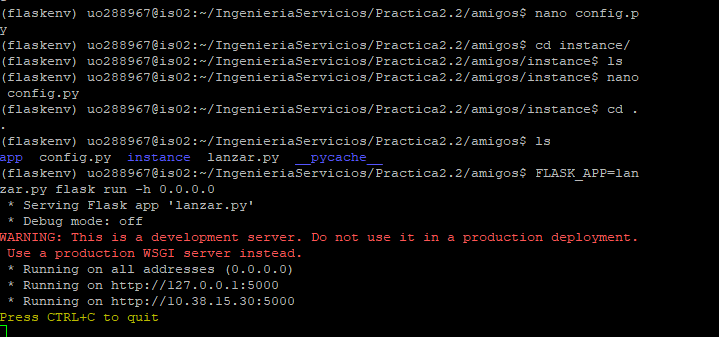 (flaskenv) uo288967@is02:~/IngenieriaServicios/Practica2.2/amigos$ nano config.p
y
(flaskenv) uo288967@is02:~/IngenieriaServicios/Practica2.2/amigos$ cd instance/
(flaskenv) uo288967@is02:~/IngenieriaServicios/Practica2.2/amigos/instance$ ls
(flaskenv) uo288967@is02:~/IngenieriaServicios/Practica2.2/amigos/instance$ nano
 config.py
(flaskenv) uo288967@is02:~/IngenieriaServicios/Practica2.2/amigos/instance$ cd .
.
(flaskenv) uo288967@is02:~/IngenieriaServicios/Practica2.2/amigos$ ls
app  config.py  instance  lanzar.py  __pycache__
(flaskenv) uo288967@is02:~/IngenieriaServicios/Practica2.2/amigos$ FLASK_APP=lan
zar.py flask run -h 0.0.0.0
 * Serving Flask app 'lanzar.py'
 * Debug mode: off
WARNING: This is a development server. Do not use it in a production deployment.
 Use a production WSGI server instead.
 * Running on all addresses (0.0.0.0)
 * Running on http://127.0.0.1:5000
 * Running on http://10.38.15.30:5000
Press CTRL+C to quit